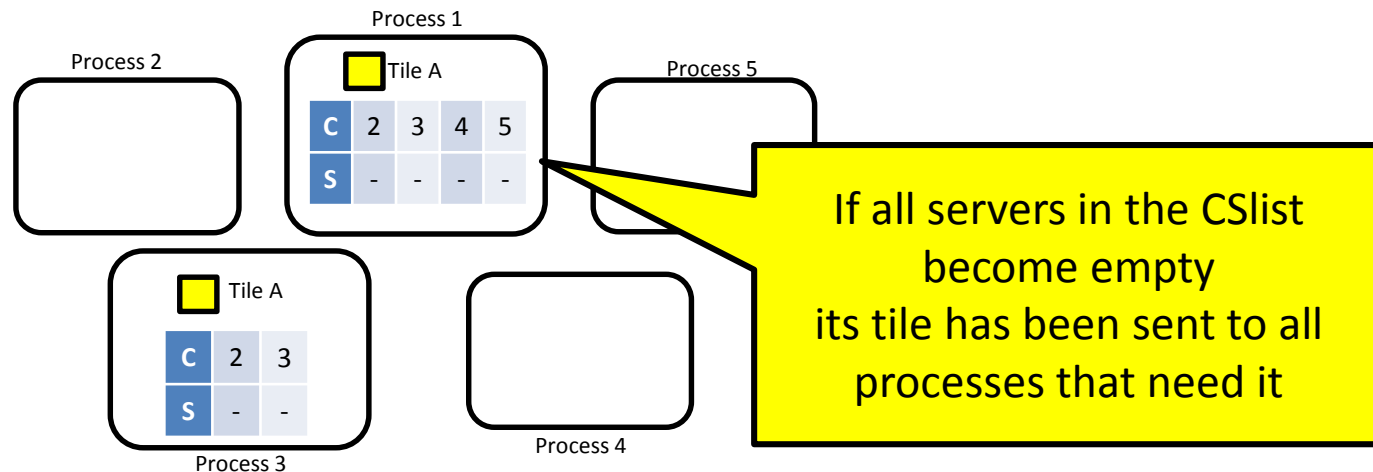 Process 1
Process 2
Process 5
Tile A
C 2 3 4 5
S - - - -
If all servers in the CSlist
become empty
its tile has been sent to all
processes that need it
Tile A
C 2 3
S - -
Process 4
Process 3